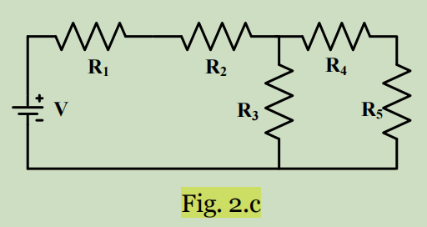 R₁ R₂ R₄
+
V R₃ R₅
-
Fig. 2.c